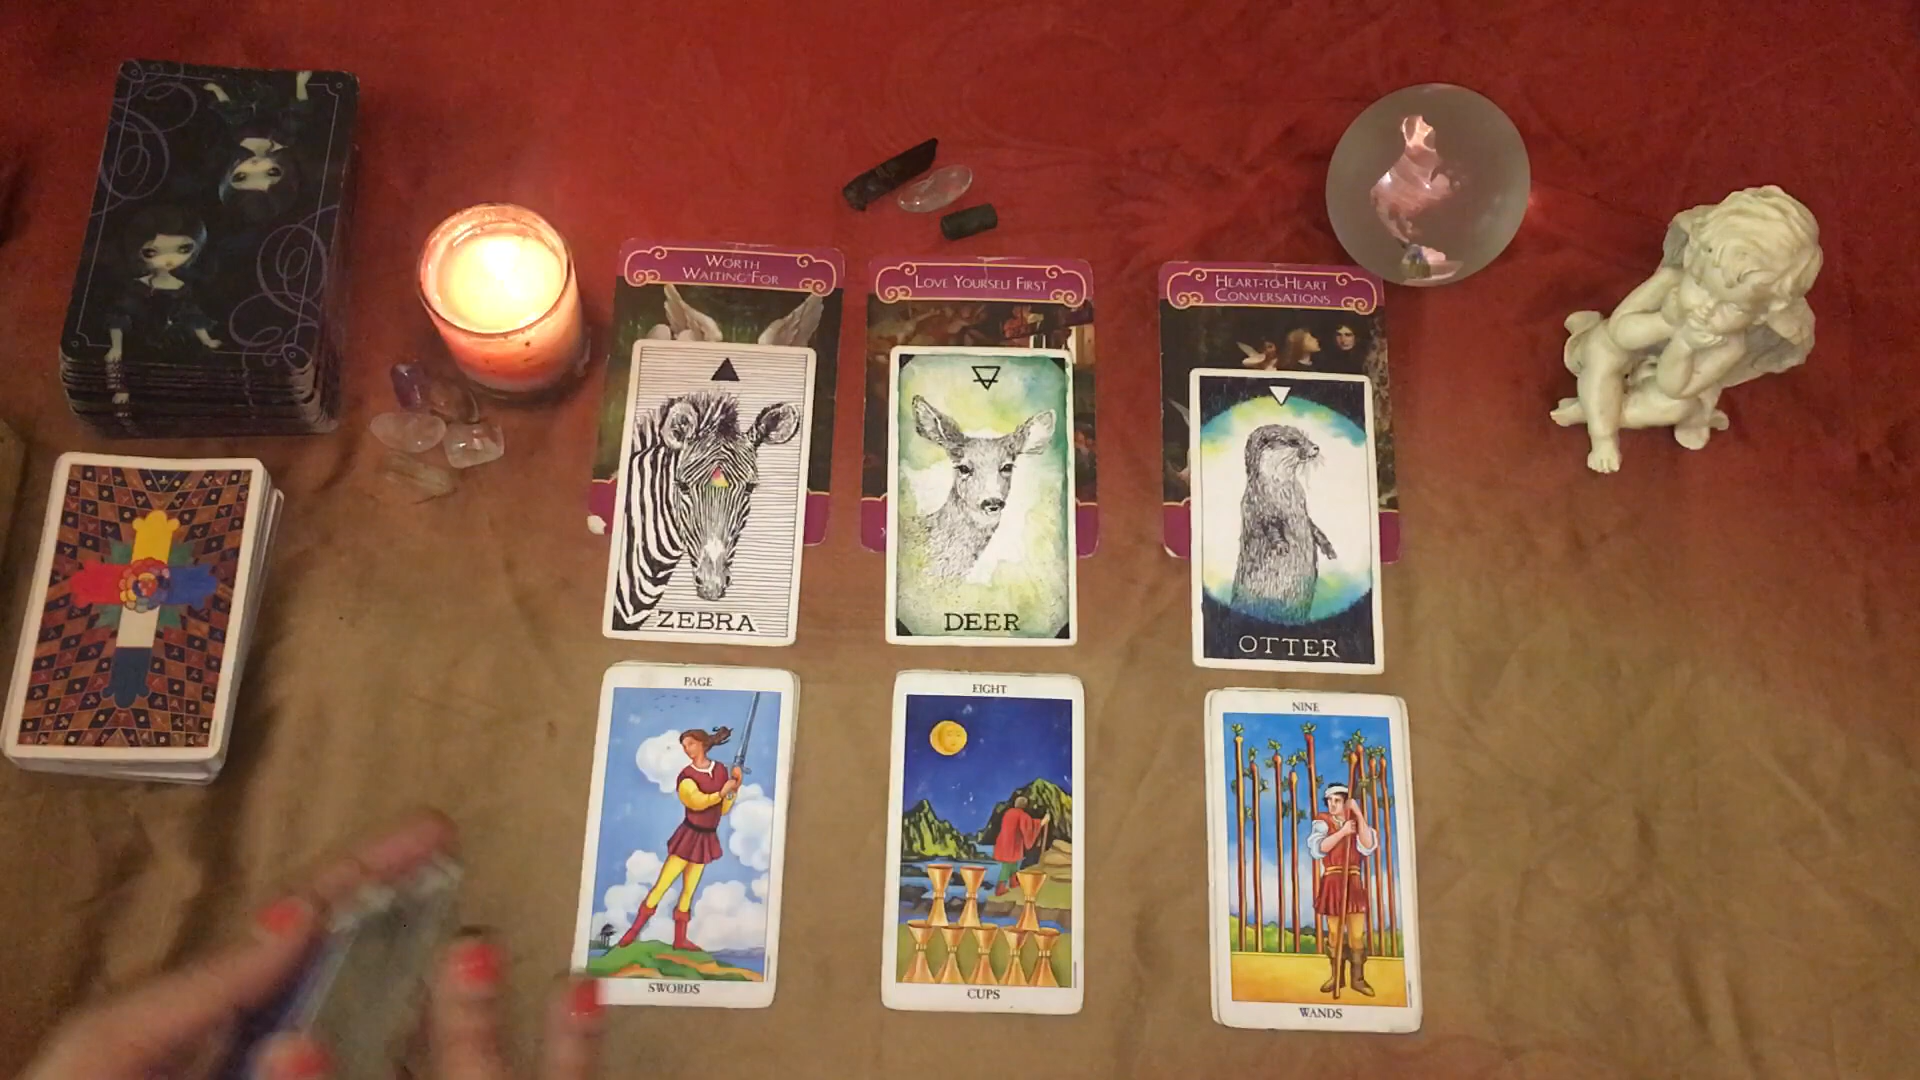 WORTH
WAITING FOR
LOVE YOURSELF FIRST
HEART-TO-HEART
CONVERSATIONS
ZEBRA
DEER
OTTER
PAGE
SWORDS
EIGHT
CUPS
NINE
WANDS